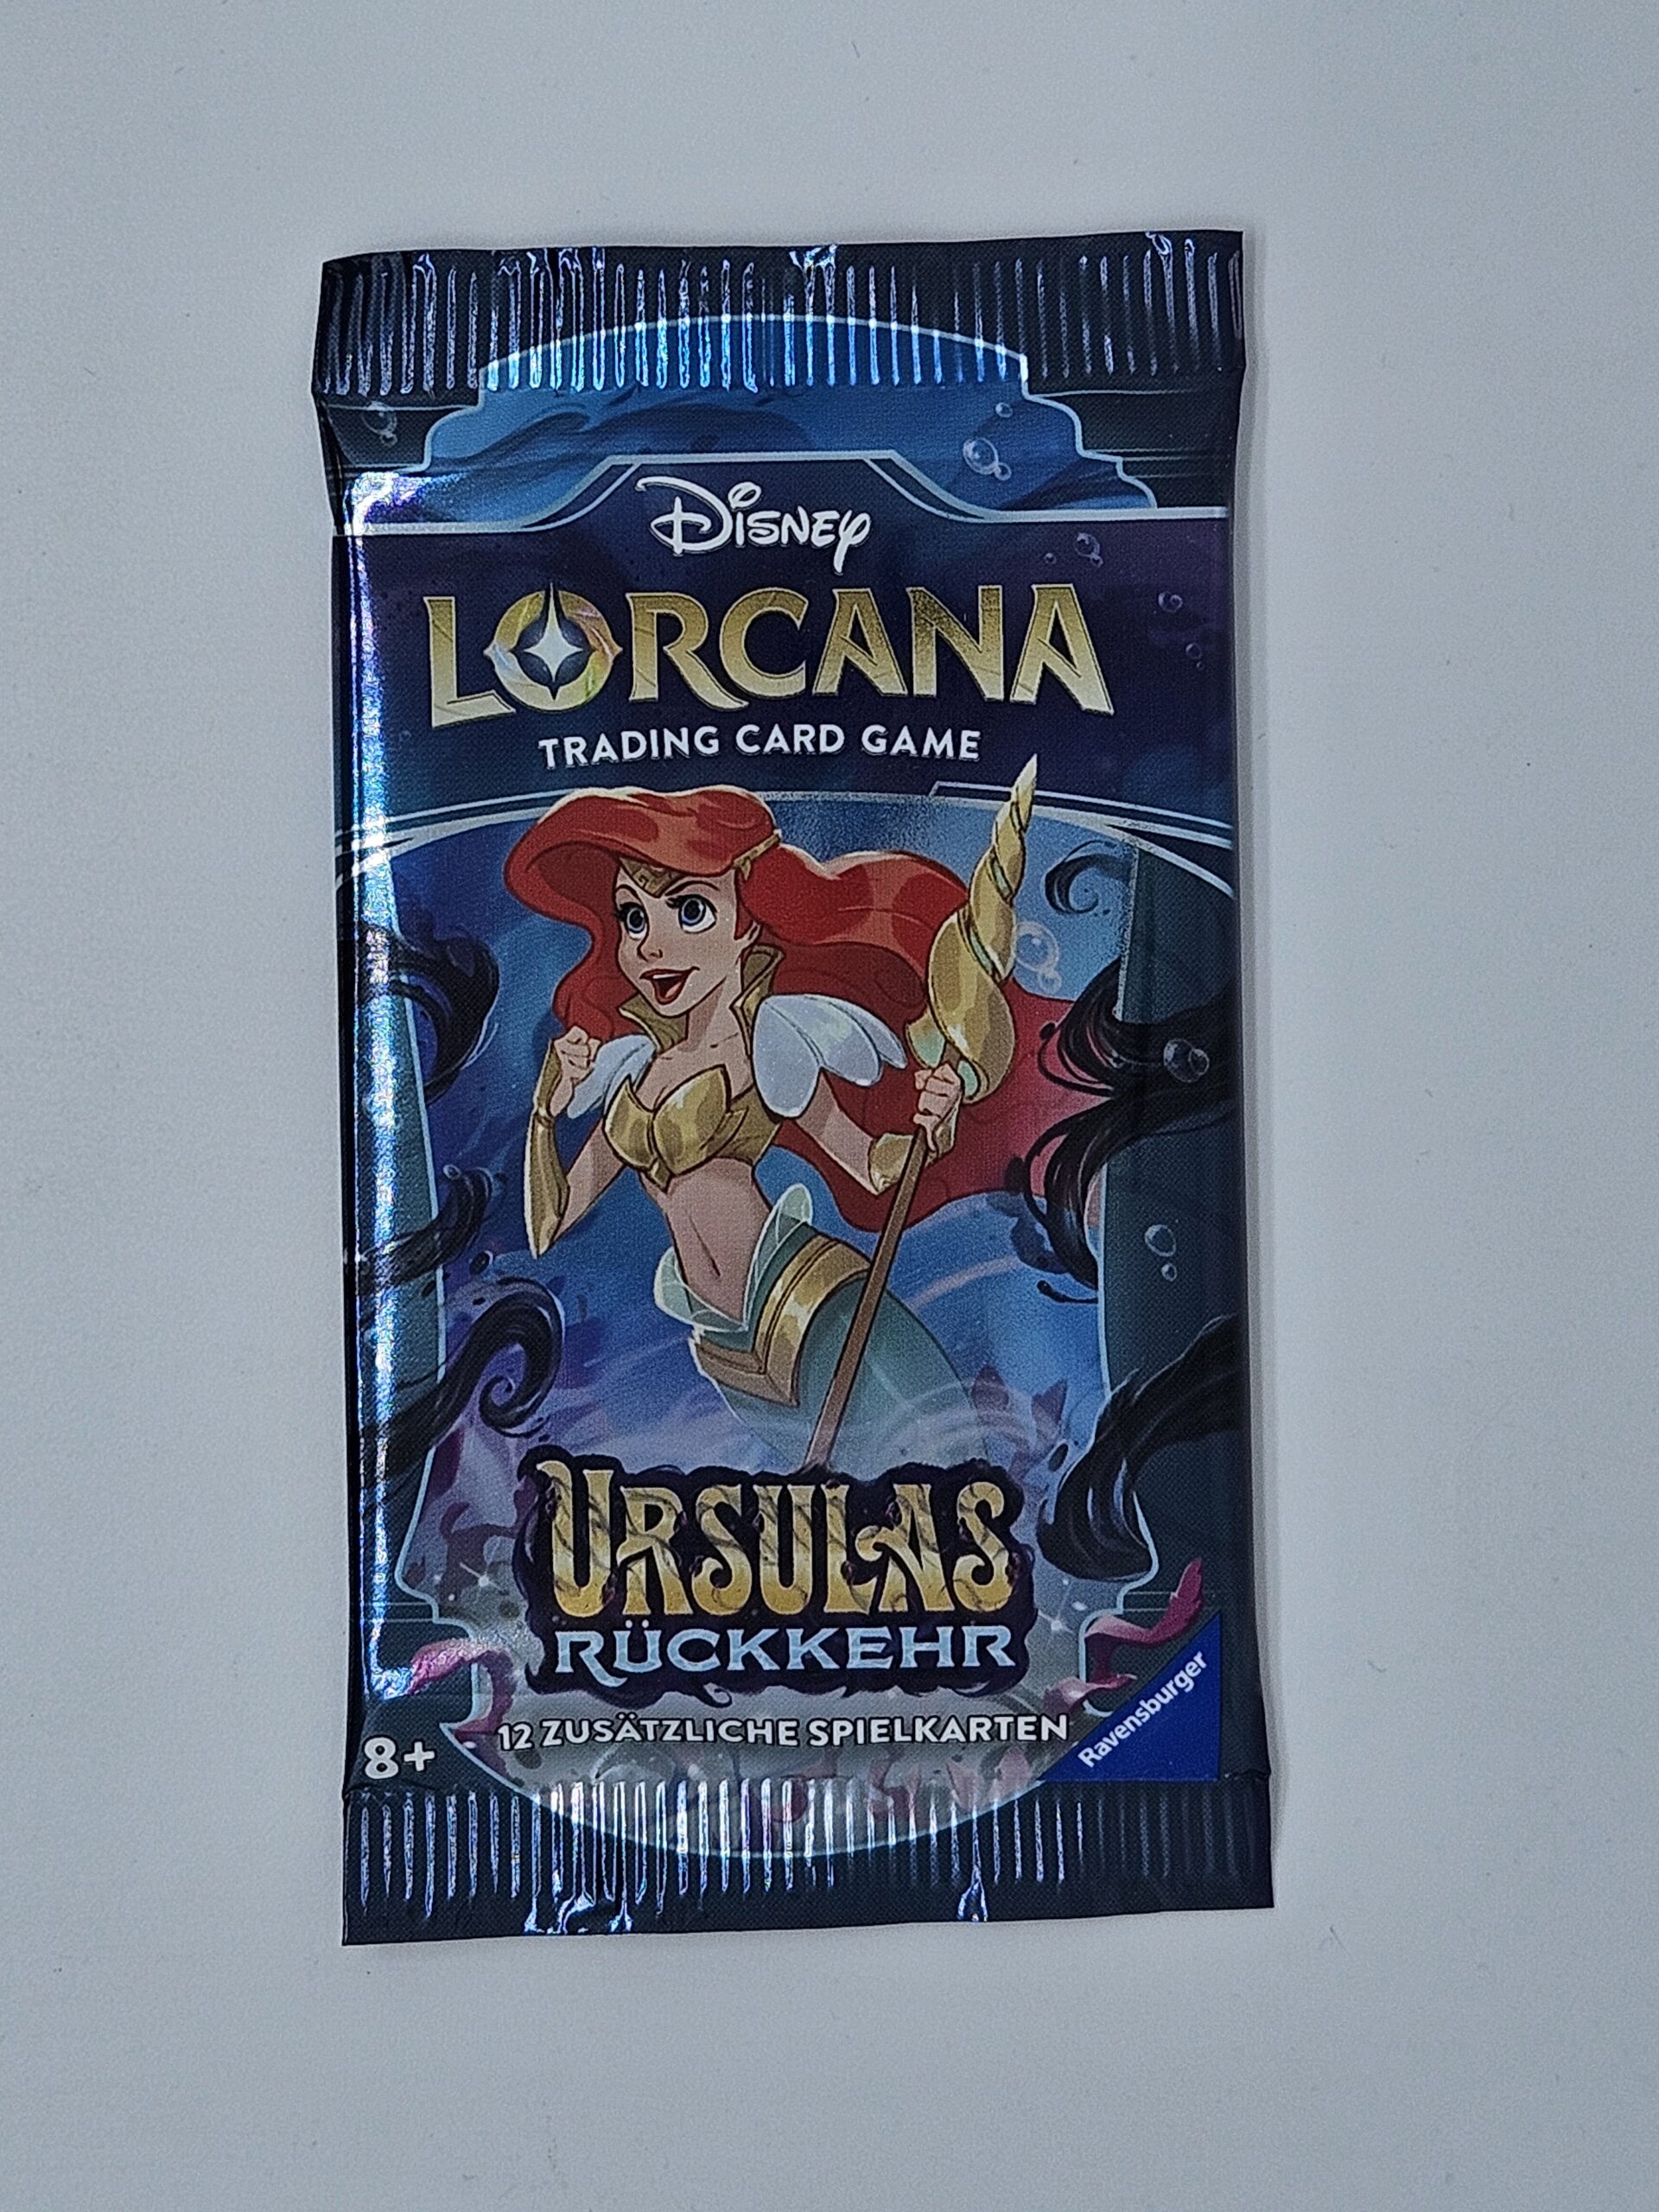 Disney
LORCANA
TRADING CARD GAME
URSULAS
RÜCKKEHR
12 ZUSÄTZLICHE SPIELKARTEN
8+
Ravensburger